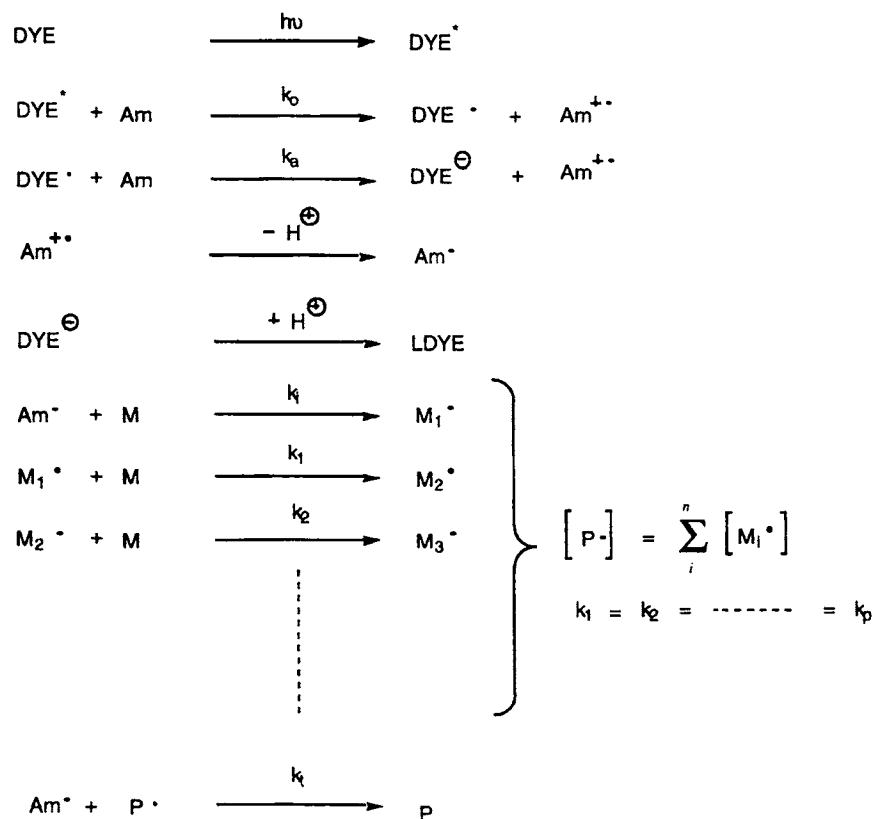 DYE hυ DYE*
DYE* + Am k₀ DYE • + Am⁺•
DYE • + Am kₐ DYE⊖ + Am⁺•
Am⁺• − H⊕ Am•
DYE⊖ + H⊕ LDYE
Am• + M kᵢ M₁•
M₁• + M k₁ M₂•
M₂• + M k₂ M₃•
[P•] = ∑ⁿᵢ [Mᵢ•]
k₁ = k₂ = ------- = kₚ
Am• + P• kₜ P